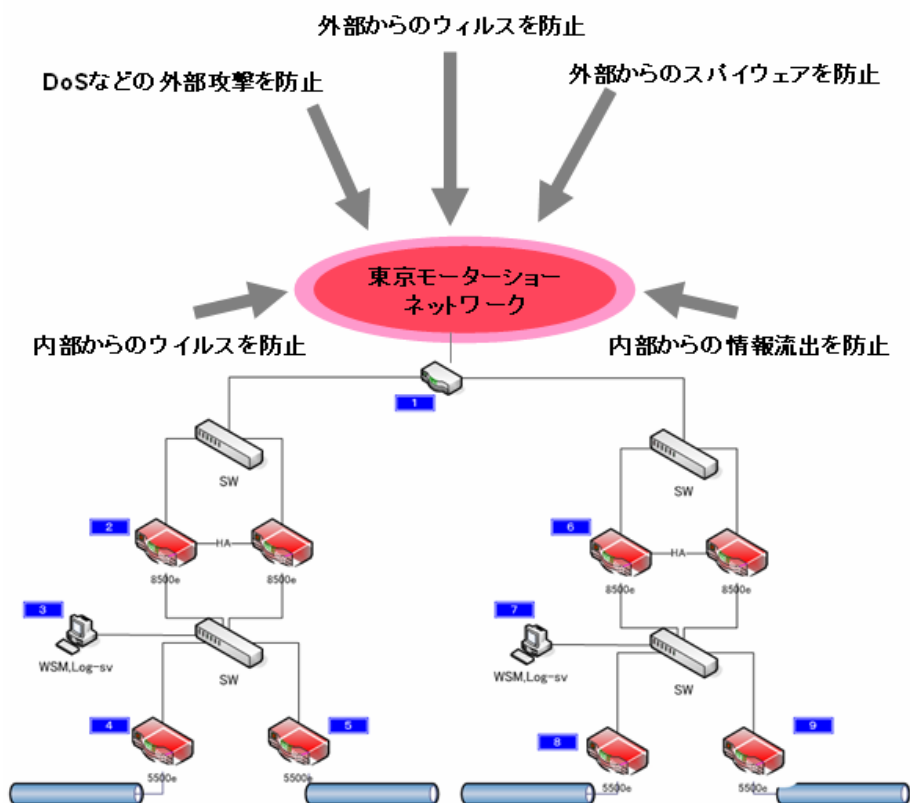 外部からのウィルスを防止
DoSなどの外部攻撃を防止
外部からのスパイウェアを防止
東京モーターショー
ネットワーク
内部からのウイルスを防止
内部からの情報流出を防止
1
SW
SW
2
HA
6
HA
8500e
8500e
8500e
8500e
3
7
WSM,Log-sv
SW
WSM,Log-sv
SW
4
5
8
9
5500e
5500e
5500e
5500e